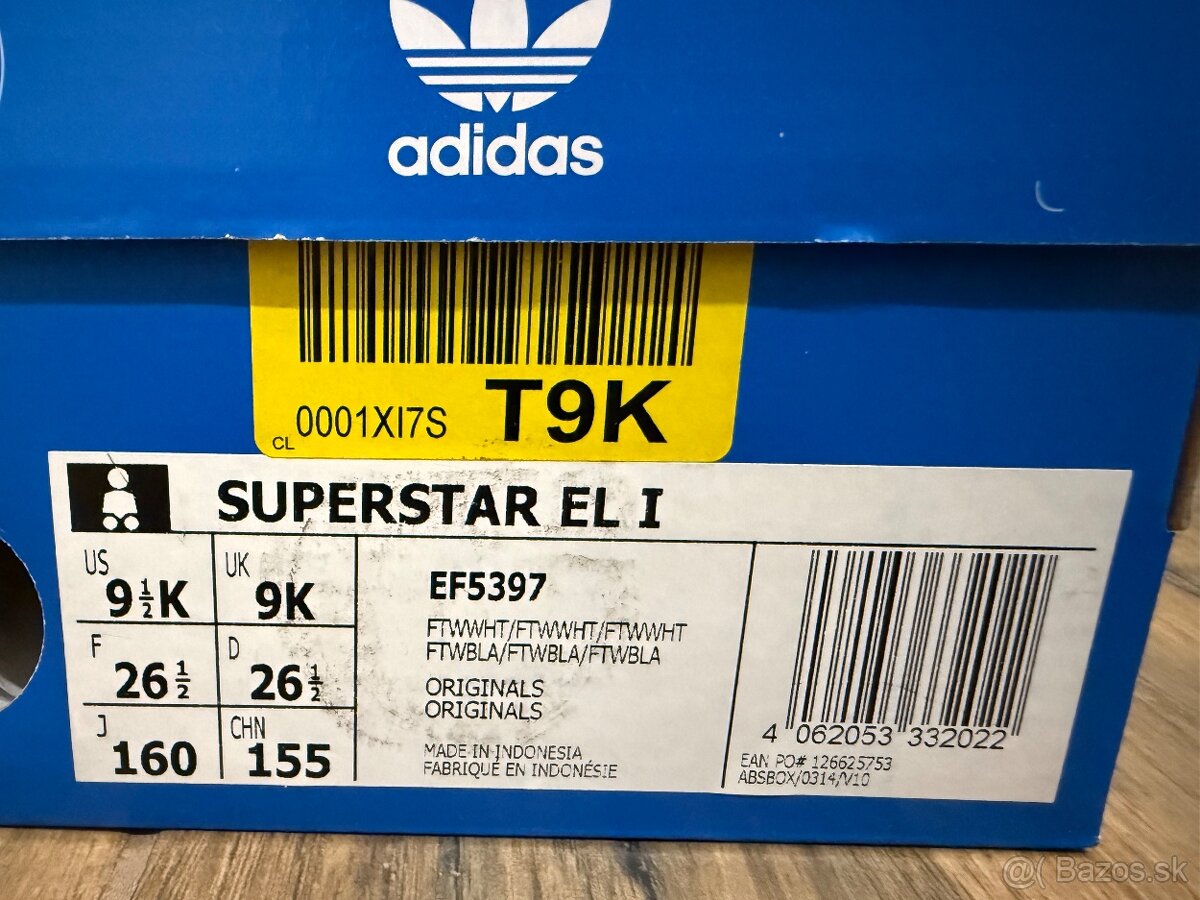 adidas
CL 0001XI7S T9K
SUPERSTAR EL I
US 9½K UK 9K
F 26½ D 26½
J 160 CHN 155
EF5397
FTWWHT/FTWWHT/FTWWHT
FTWBLA/FTWBLA/FTWBLA
ORIGINALS
ORIGINALS
MADE IN INDONESIA
FABRIQUÉ EN INDONÉSIE
4 062053 332022
EAN PO# 126625753
ABSBOX/0314/V10
@( Bazos.sk